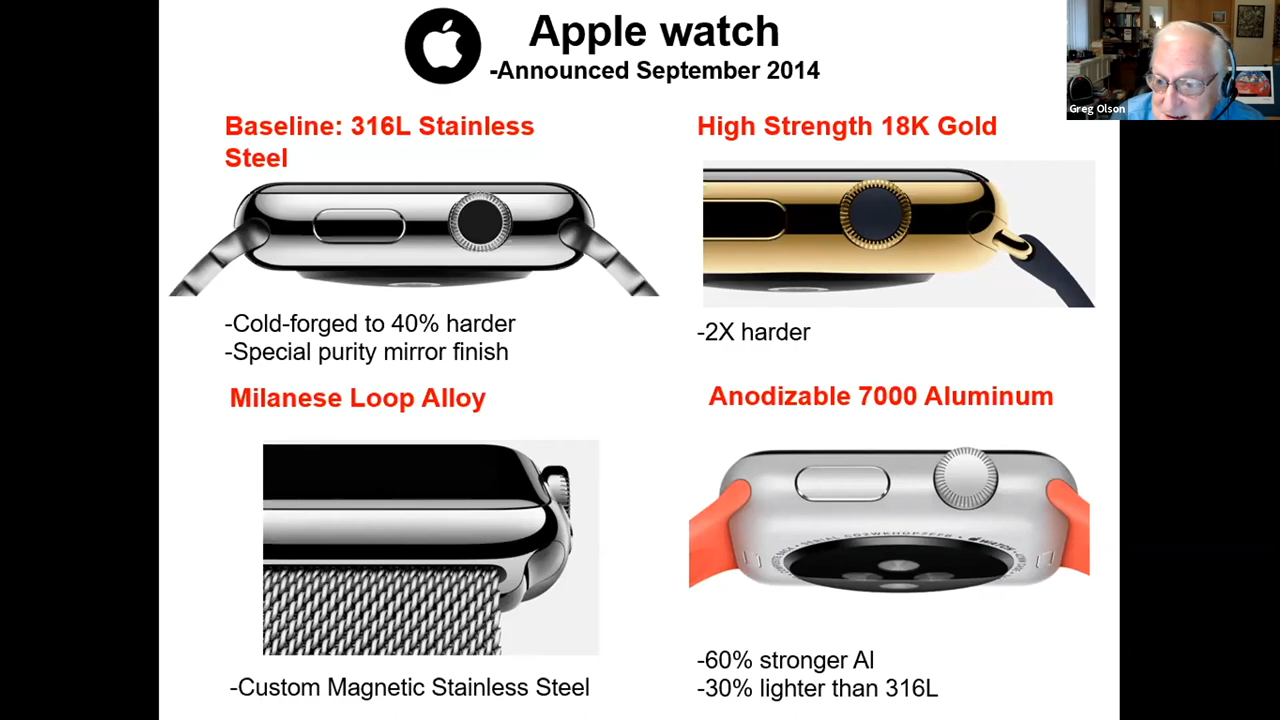 Apple watch
-Announced September 2014
Greg Olson
Baseline: 316L Stainless
Steel
High Strength 18K Gold
-Cold-forged to 40% harder
-Special purity mirror finish
-2X harder
Milanese Loop Alloy
Anodizable 7000 Aluminum
-Custom Magnetic Stainless Steel
-60% stronger Al
-30% lighter than 316L